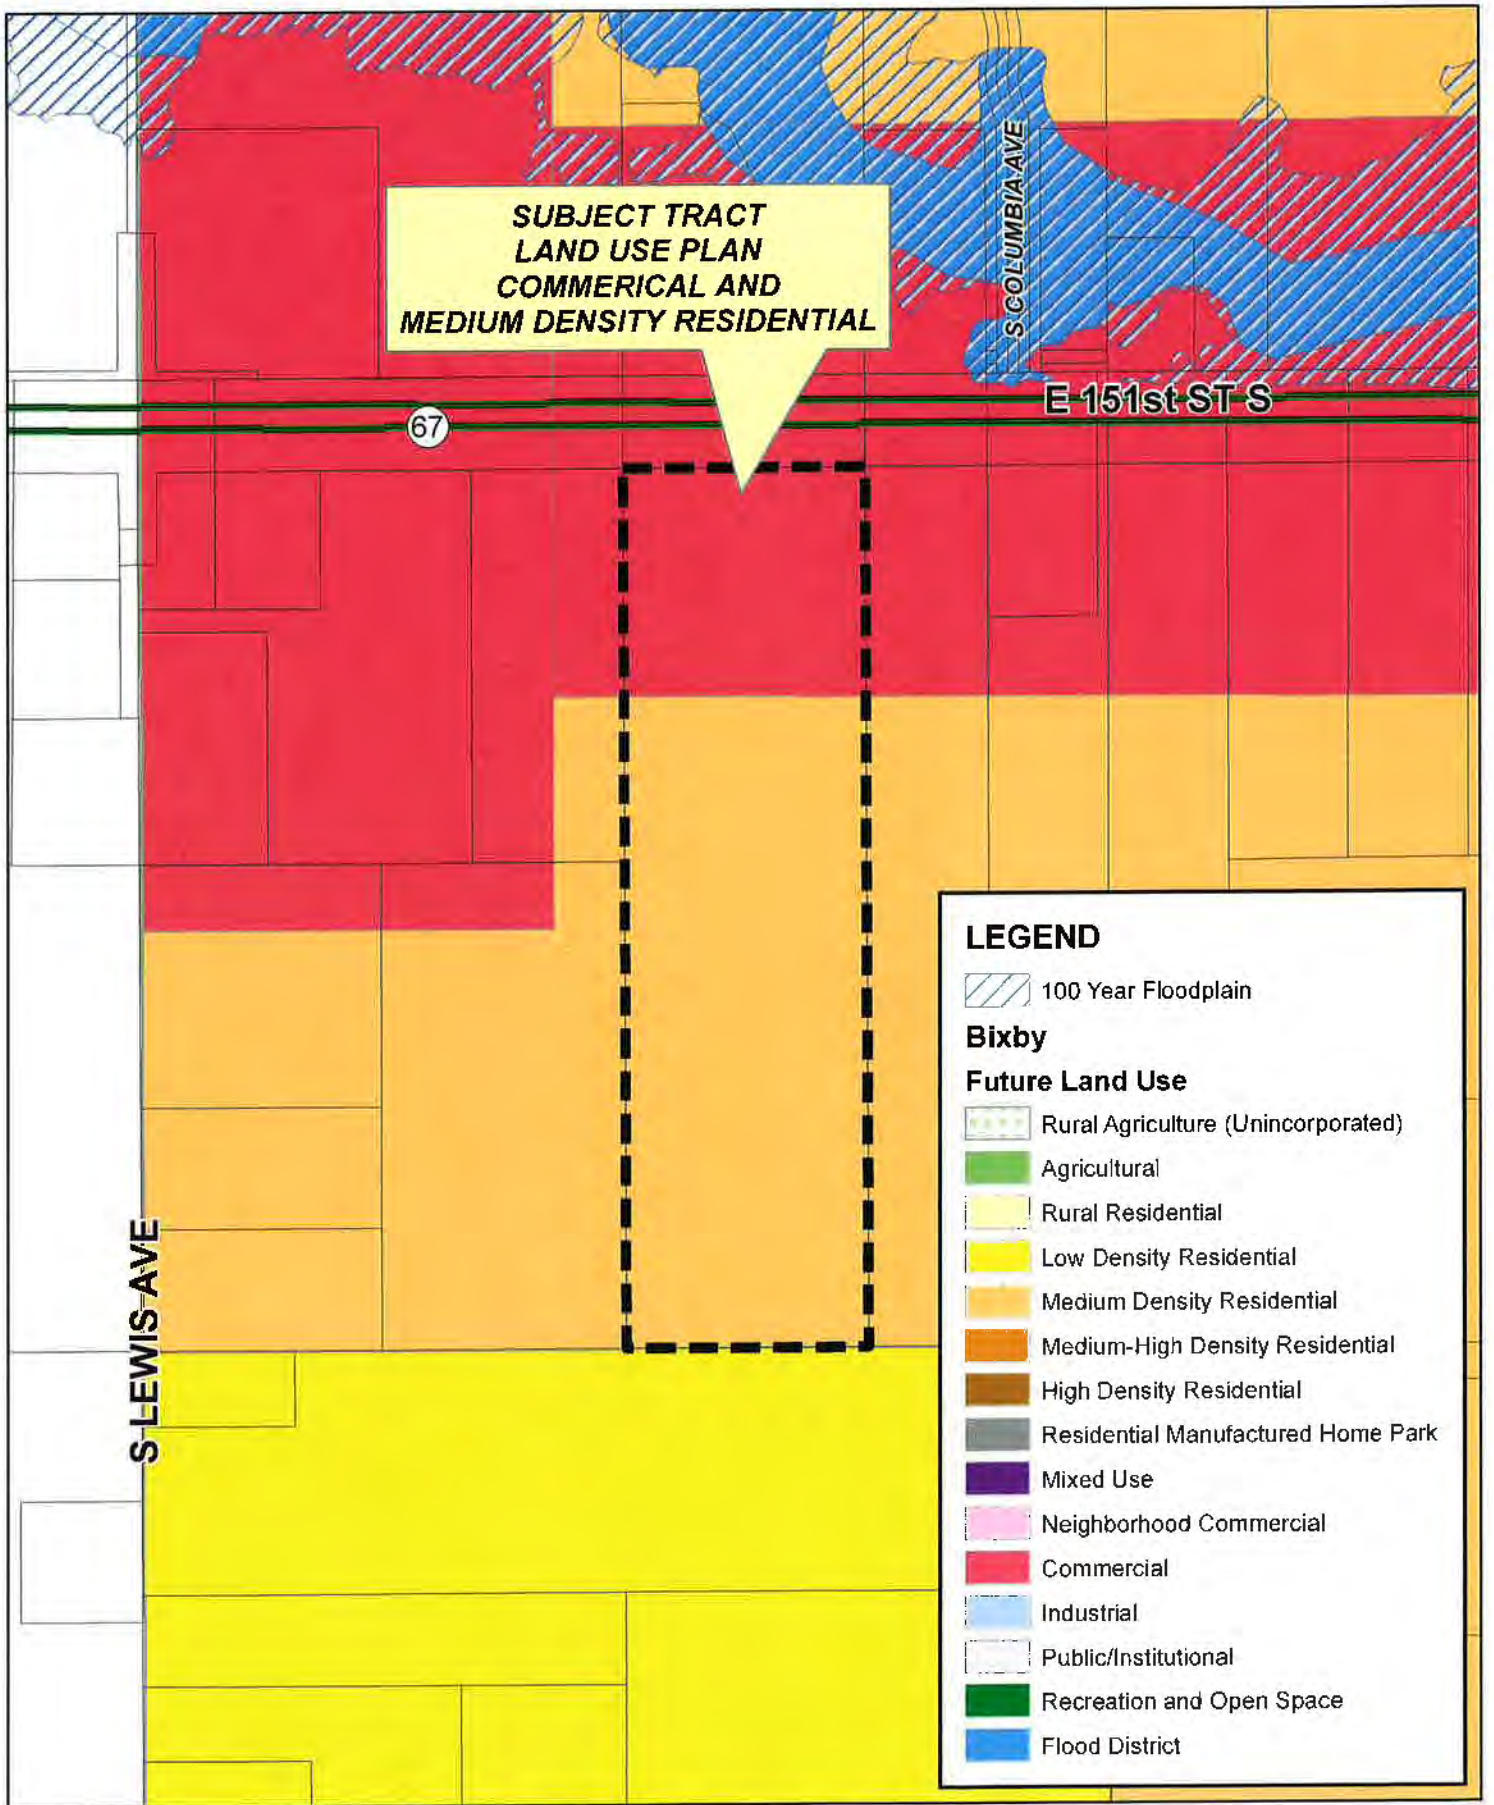 SUBJECT TRACT
LAND USE PLAN
COMMERICAL AND
MEDIUM DENSITY RESIDENTIAL
S COLUMBIA AVE
E 151st ST S
67
S LEWIS AVE
LEGEND
100 Year Floodplain
Bixby
Future Land Use
Rural Agriculture (Unincorporated)
Agricultural
Rural Residential
Low Density Residential
Medium Density Residential
Medium-High Density Residential
High Density Residential
Residential Manufactured Home Park
Mixed Use
Neighborhood Commercial
Commercial
Industrial
Public/Institutional
Recreation and Open Space
Flood District